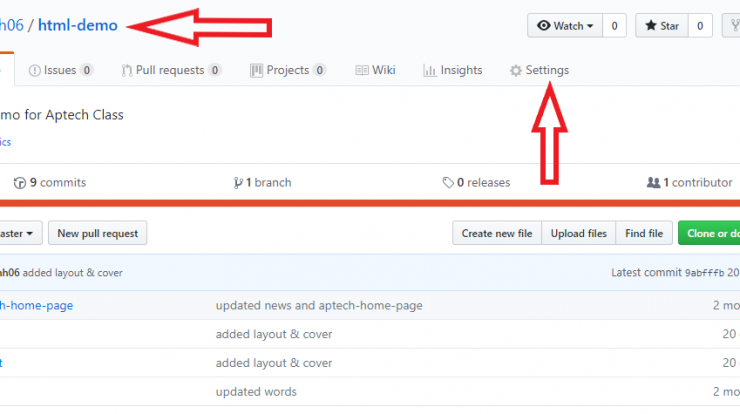 h06 / html-demo Watch 0 Star 0
Issues 0 Pull requests 0 Projects 0 Wiki Insights Settings
mo for Aptech Class
ics
9 commits 1 branch 0 releases 1 contributor
aster New pull request Create new file Upload files Find file Clone or do
h06 added layout & cover Latest commit 9abfffb 20
h-home-page updated news and aptech-home-page 2 mo
added layout & cover 20
t added layout & cover 20
updated words 2 mo